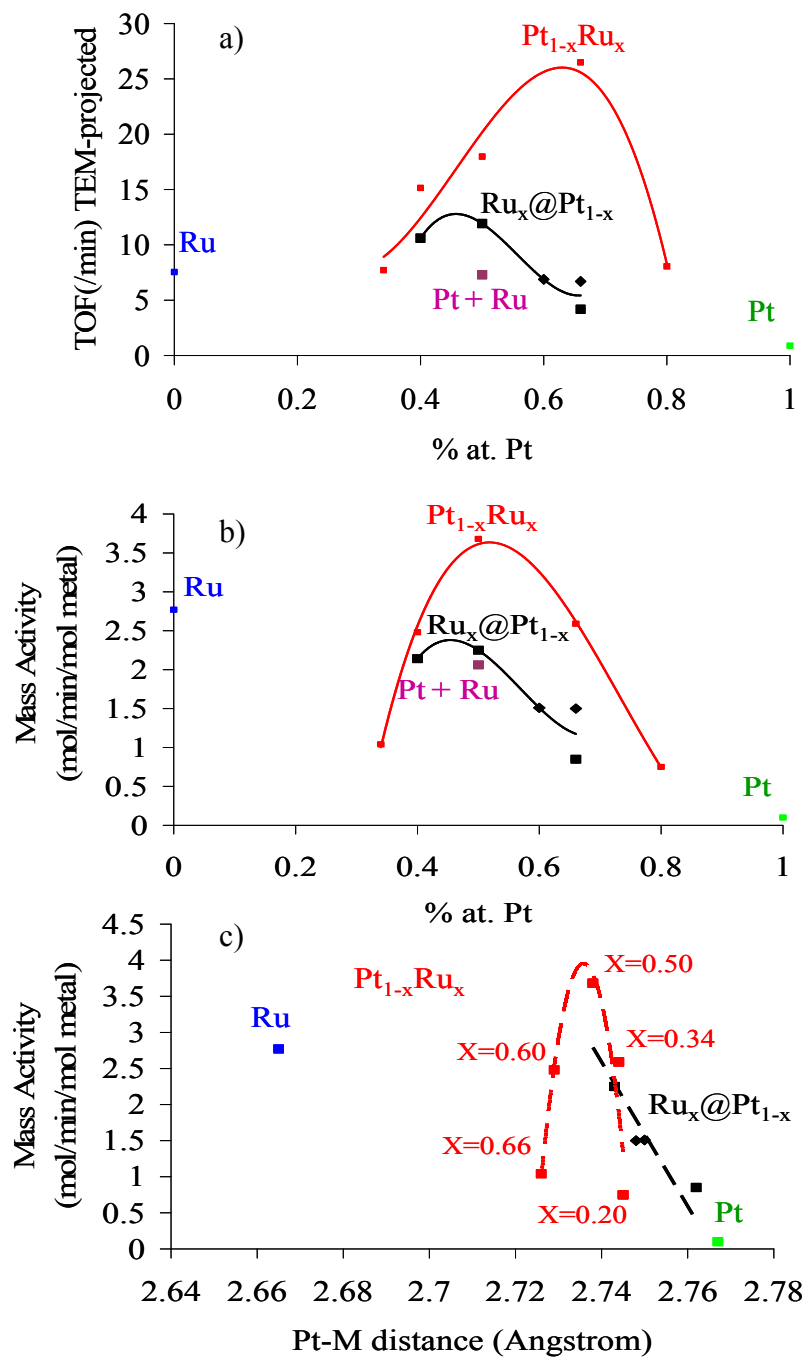 a)
TOF(/min) TEM-projected
30
25
20
15
10
5
0
Pt1-xRux
Rux@Pt1-x
Ru
Pt + Ru
Pt
0 0.2 0.4 0.6 0.8 1
% at. Pt
b)
Mass Activity
(mol/min/mol metal)
4
3.5
3
2.5
2
1.5
1
0.5
0
Pt1-xRux
Ru
Rux@Pt1-x
Pt + Ru
Pt
0 0.2 0.4 0.6 0.8 1
% at. Pt
c)
Mass Activity
(mol/min/mol metal)
4.5
4
3.5
3
2.5
2
1.5
1
0.5
0
Pt1-xRux
X=0.50
Ru
X=0.60
X=0.34
Rux@Pt1-x
X=0.66
X=0.20
Pt
2.64 2.66 2.68 2.7 2.72 2.74 2.76 2.78
Pt-M distance (Angstrom)